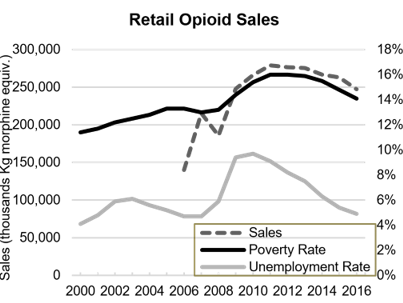 Retail Opioid Sales
Sales (thousands Kg morphine equiv.)
300,000
250,000
200,000
150,000
100,000
50,000
0
18%
16%
14%
12%
10%
8%
6%
4%
2%
0%
Sales
Poverty Rate
Unemployment Rate
2000 2002 2004 2006 2008 2010 2012 2014 2016